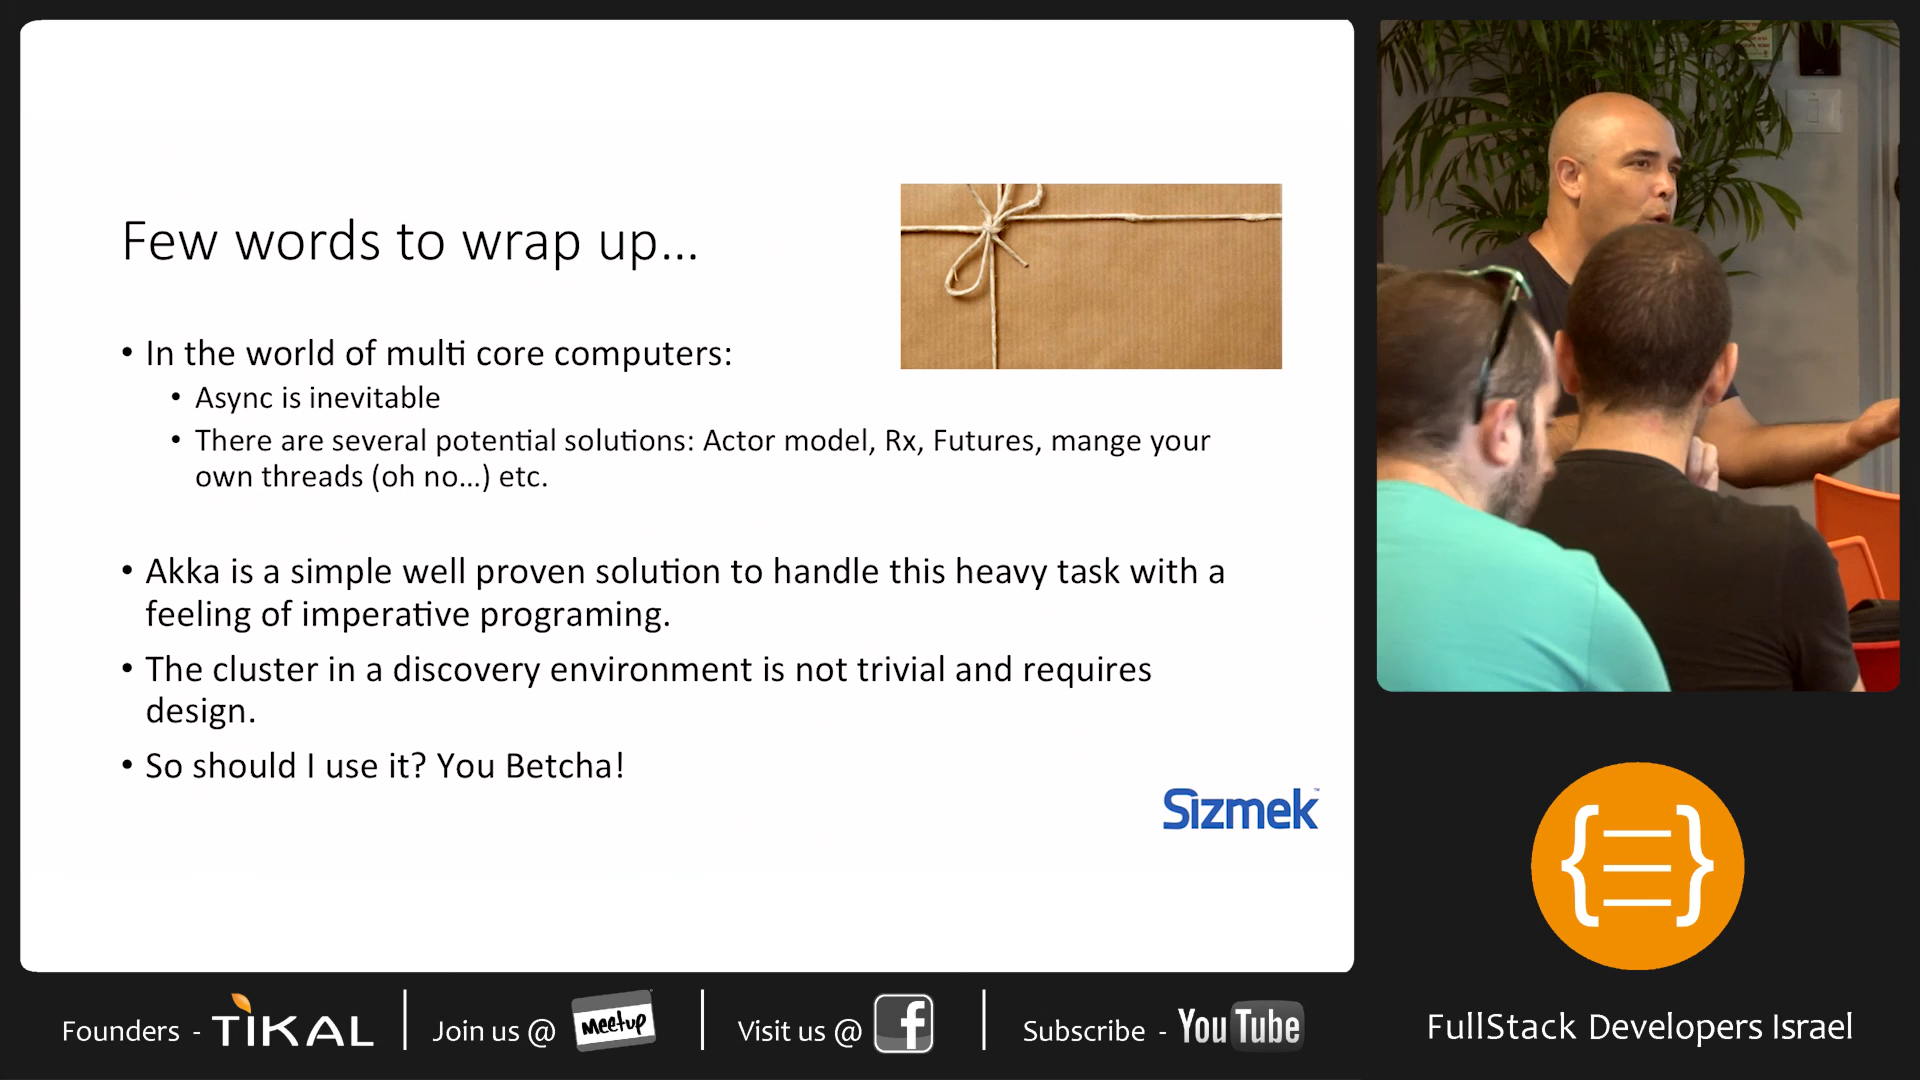 Few words to wrap up...
• In the world of multi core computers:
• Async is inevitable
• There are several potential solutions: Actor model, Rx, Futures, mange your
own threads (oh no...) etc.
• Akka is a simple well proven solution to handle this heavy task with a
feeling of imperative programing.
• The cluster in a discovery environment is not trivial and requires
design.
• So should I use it? You Betcha!
Sizmek
Founders - TIKAL
Join us @ Meetup
Visit us @ f
Subscribe - YouTube
FullStack Developers Israel